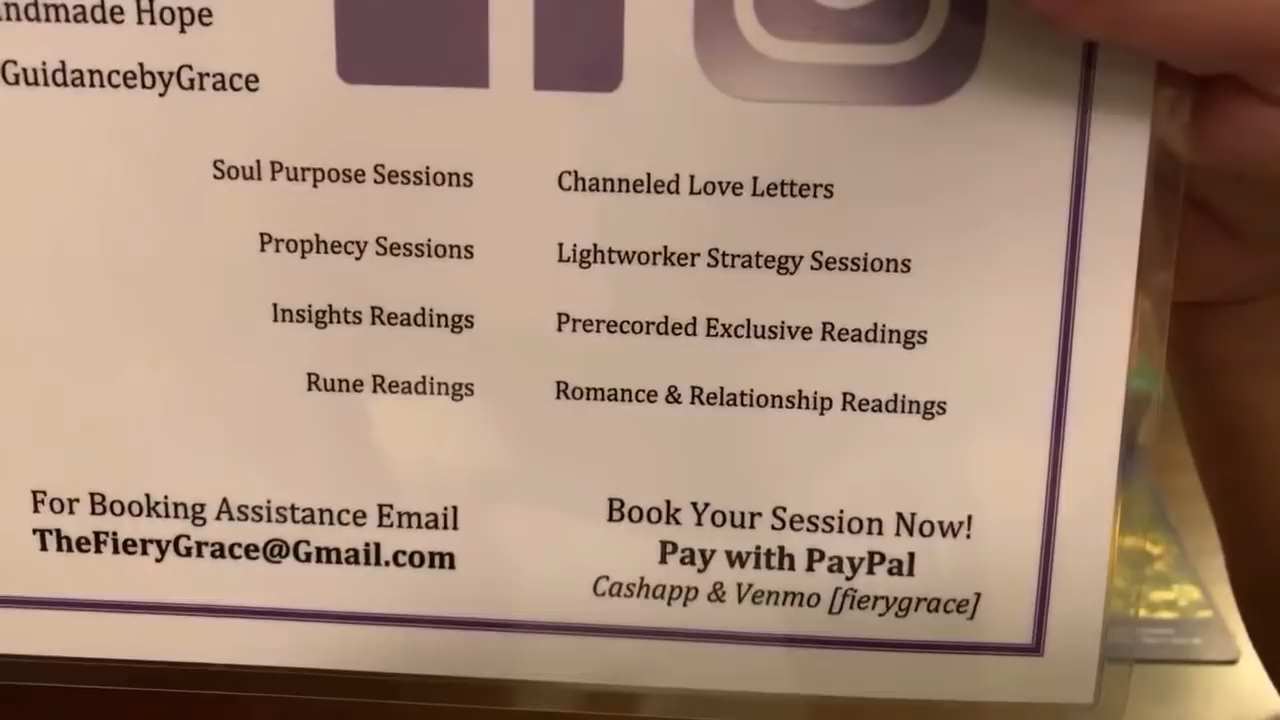 Hope
GuidancebyGrace
Soul Purpose Sessions
Channeled Love Letters
Prophecy Sessions
Lightworker Strategy Sessions
Insights Readings
Prerecorded Exclusive Readings
Rune Readings
Romance & Relationship Readings
For Booking Assistance Email
TheFieryGrace@Gmail.com
Book Your Session Now!
Pay with PayPal
Cashapp & Venmo [fierygrace]